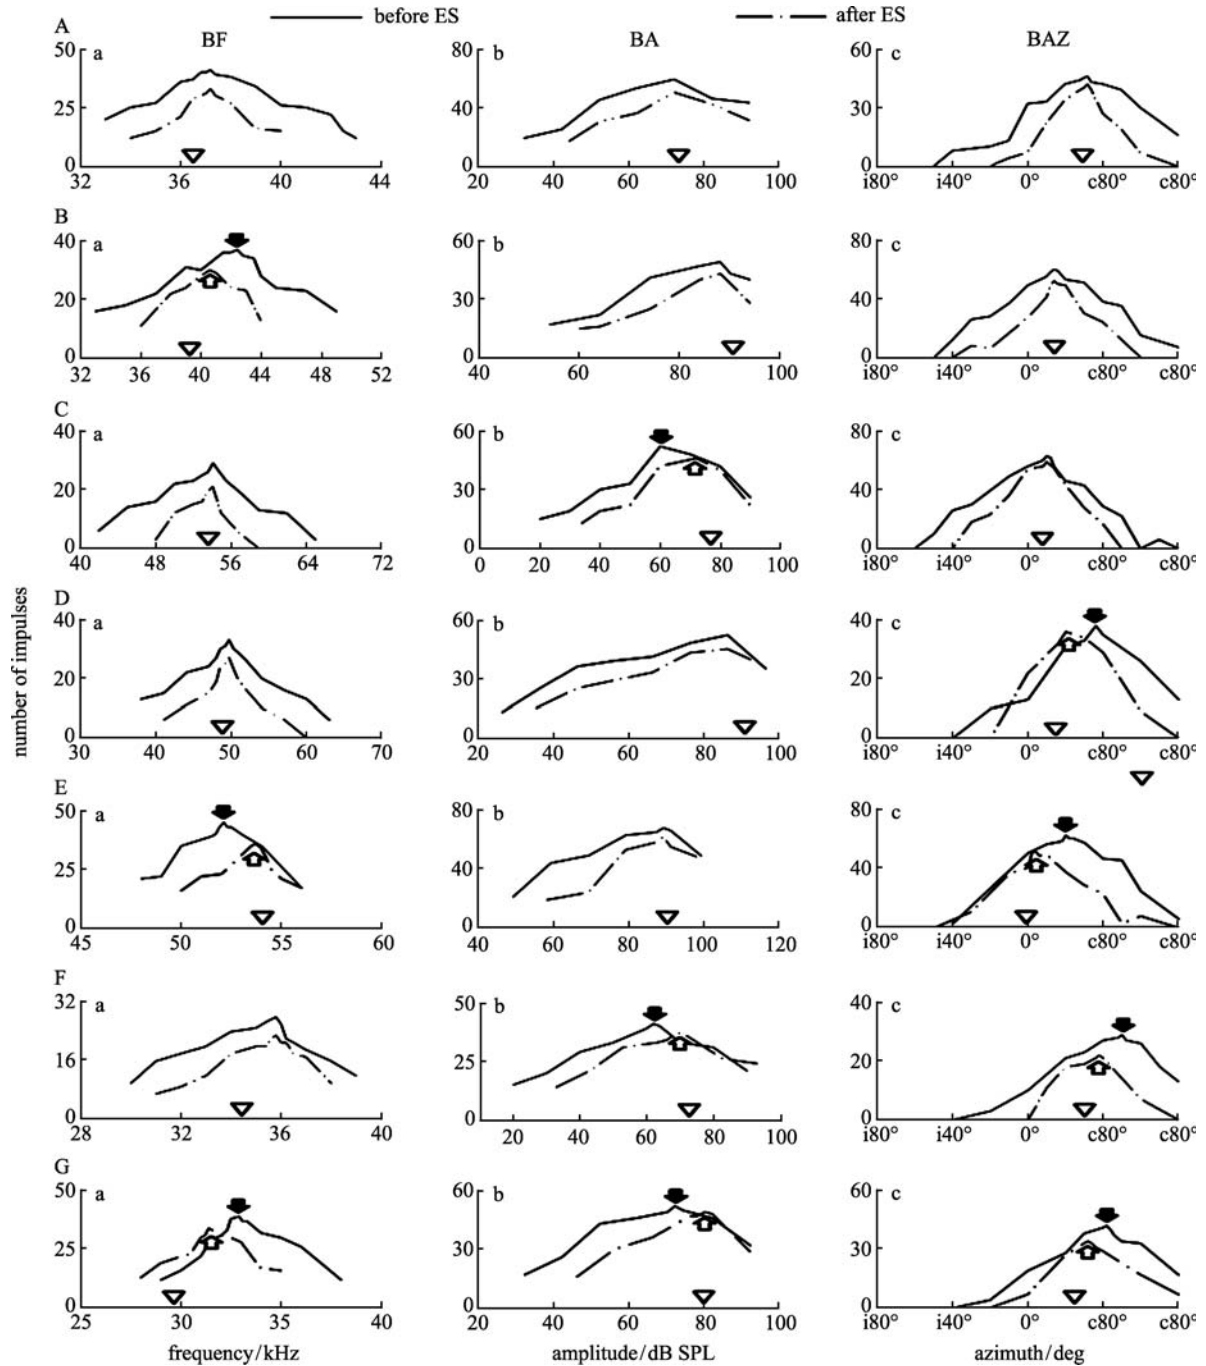 before ES
after ES
A
BF
BA
BAZ
a
50
25
0
32 36 40 44
b
80
40
0
20 40 60 80 100
c
60
30
0
i80° i40° 0° c80° c80°
B
a
40
20
0
32 36 40 44 48 52
b
60
30
0
40 60 80 100
c
80
40
0
i80° i40° 0° c80° c80°
C
a
40
20
0
40 48 56 64 72
b
60
30
0
0 20 40 60 80 100
c
80
40
0
i80° i40° 0° c80° c80°
number of impulses
D
a
40
20
0
30 40 50 70
b
60
30
0
20 40 60 80 100
c
40
20
0
i80° i40° 0° c80° c80°
E
a
50
25
0
45 50 55 60
b
80
40
0
40 60 80 100 120
c
80
40
0
i80° i40° 0° c80° c80°
F
a
32
16
0
28 32 36 40
b
50
25
0
20 40 60 80 100
c
40
20
0
i80° i40° 0° c80° c80°
G
a
50
25
0
25 30 35 40
b
60
30
0
20 40 60 80 100
c
60
30
0
i80° i40° 0° c80° c80°
frequency/kHz
amplitude/dB SPL
azimuth/deg